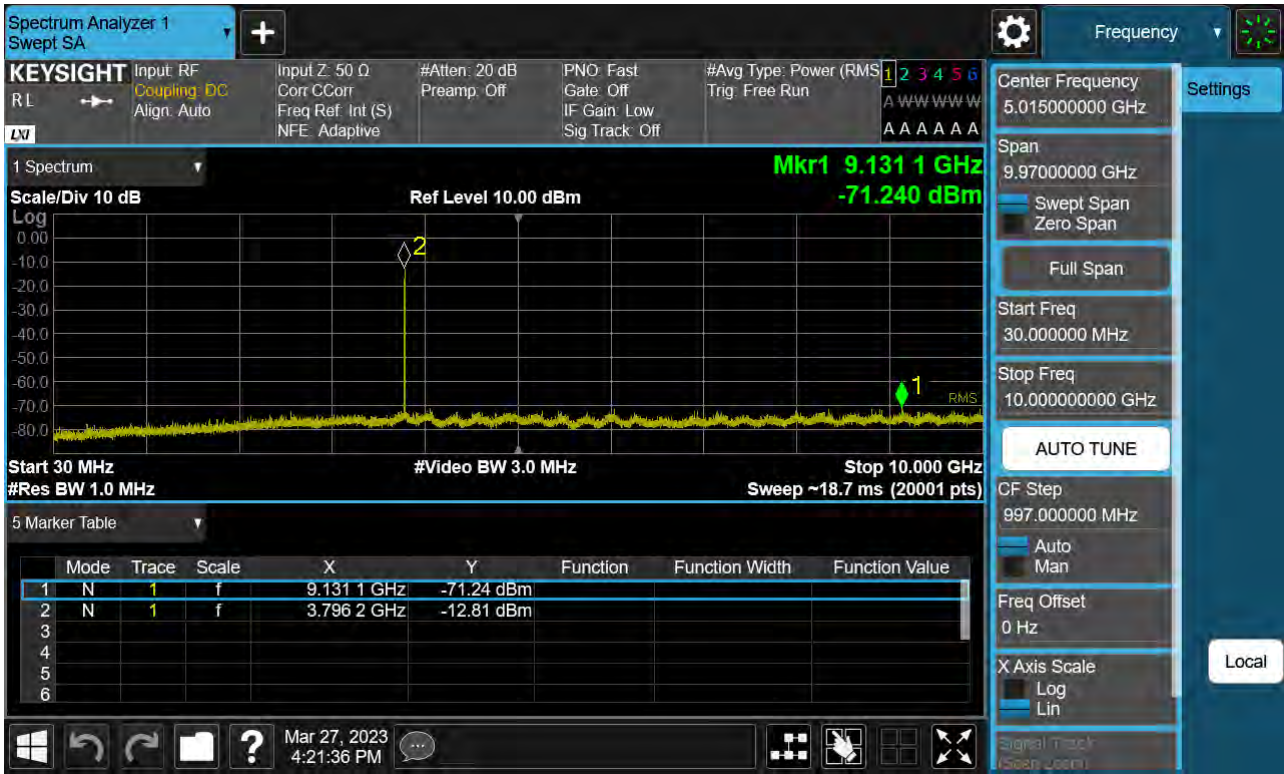 Spectrum Analyzer 1
Swept SA
Frequency
KEYSIGHT
RL
LXI
Input: RF
Coupling: DC
Align: Auto
Input Z: 50 Ω
Corr CCorr
Freq Ref: Int (S)
NFE: Adaptive
#Atten: 20 dB
Preamp: Off
PNO: Fast
Gate: Off
IF Gain: Low
Sig Track: Off
#Avg Type: Power (RMS
Trig: Free Run
1 2 3 4 5 6
A W W W W W
A A A A A A
1 Spectrum
Mkr1 9.131 1 GHz
-71.240 dBm
Scale/Div 10 dB
Ref Level 10.00 dBm
Log
0.00
-10.0
-20.0
-30.0
-40.0
-50.0
-60.0
-70.0
-80.0
2
1
RMS
Start 30 MHz
#Video BW 3.0 MHz
Stop 10.000 GHz
#Res BW 1.0 MHz
Sweep ~18.7 ms (20001 pts)
5 Marker Table
Mode Trace Scale X Y Function Function Width Function Value
1 N 1 f 9.131 1 GHz -71.24 dBm
2 N 1 f 3.796 2 GHz -12.81 dBm
3
4
5
6
Mar 27, 2023
4:21:36 PM
Center Frequency
5.015000000 GHz
Span
9.97000000 GHz
Swept Span
Zero Span
Full Span
Start Freq
30.000000 MHz
Stop Freq
10.000000000 GHz
AUTO TUNE
CF Step
997.000000 MHz
Auto
Man
Freq Offset
0 Hz
X Axis Scale
Log
Lin
Signal Track
(Span Zoom)
Settings
Local